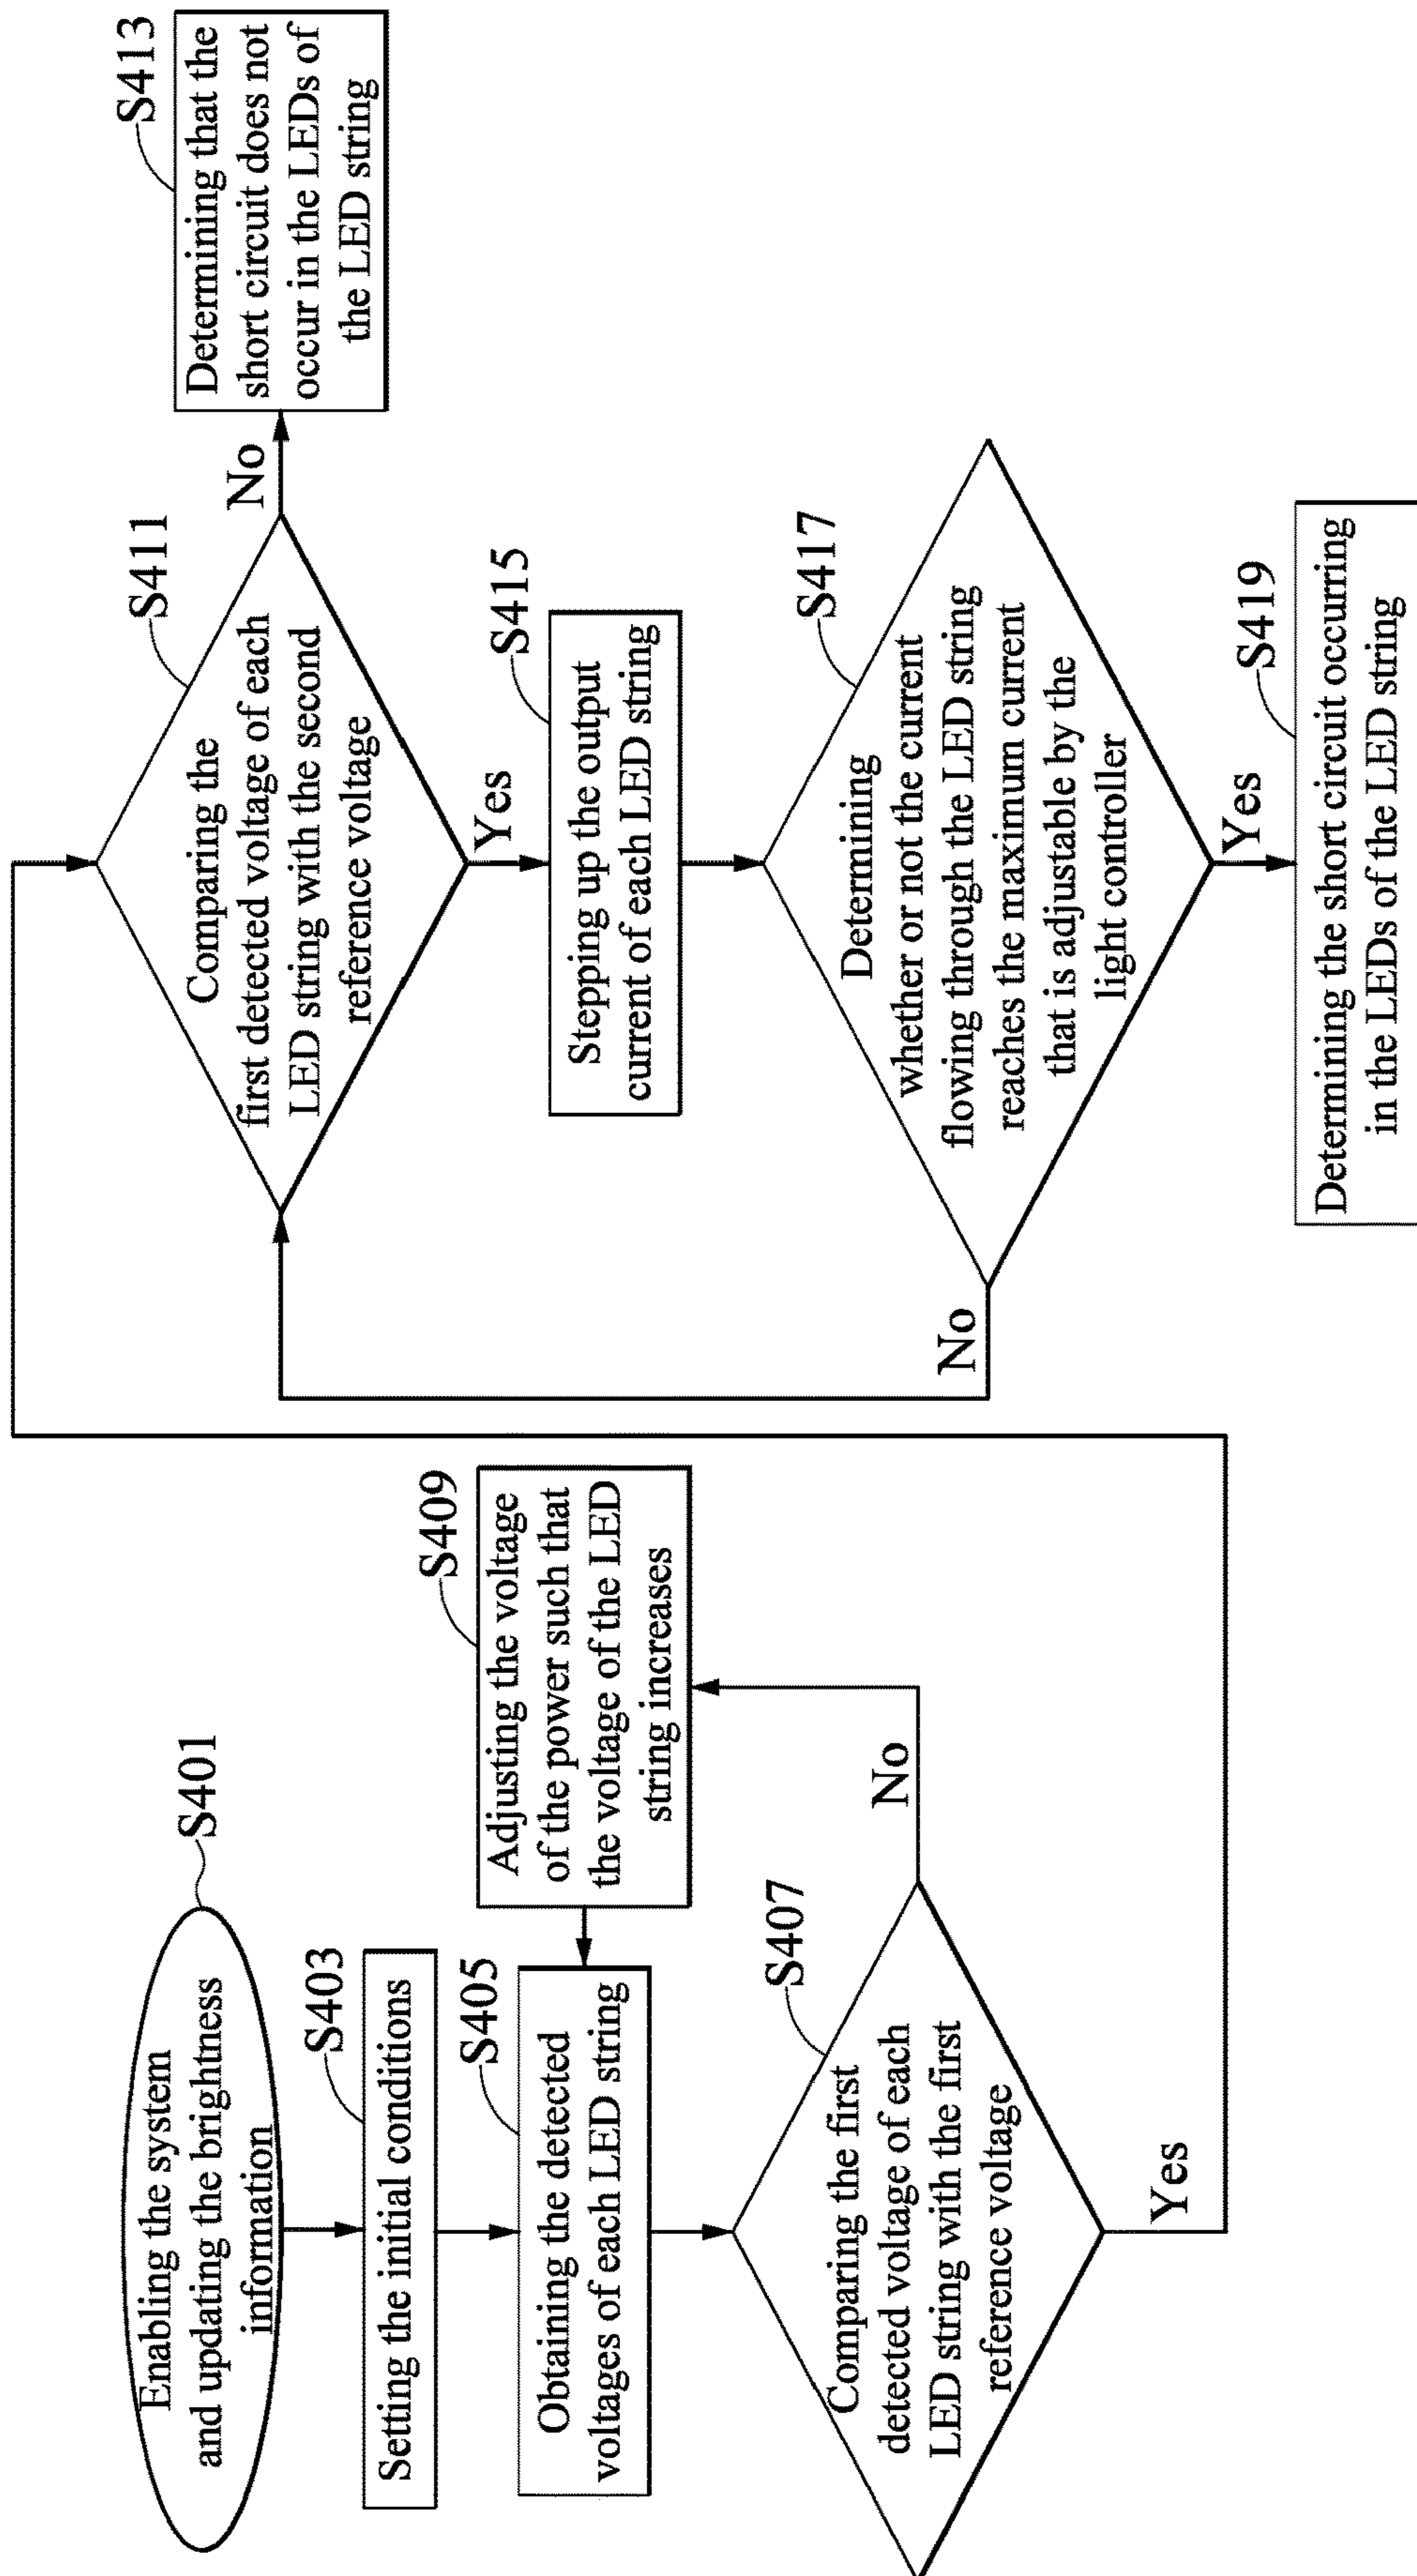 Enabling the system
and updating the brightness
information
S401
Setting the initial conditions
S403
Obtaining the detected
voltages of each LED string
S405
Comparing the first
detected voltage of each
LED string with the first
reference voltage
S407
No
Yes
Adjusting the voltage
of the power such that
the voltage of the LED
string increases
S409
Comparing the
first detected voltage of each
LED string with the second
reference voltage
S411
No
Yes
Determining that the
short circuit does not
occur in the LEDs of
the LED string
S413
Stepping up the output
current of each LED string
S415
Determining
whether or not the current
flowing through the LED string
reaches the maximum current
that is adjustable by the
light controller
S417
No
Yes
Determining the short circuit occurring
in the LEDs of the LED string
S419